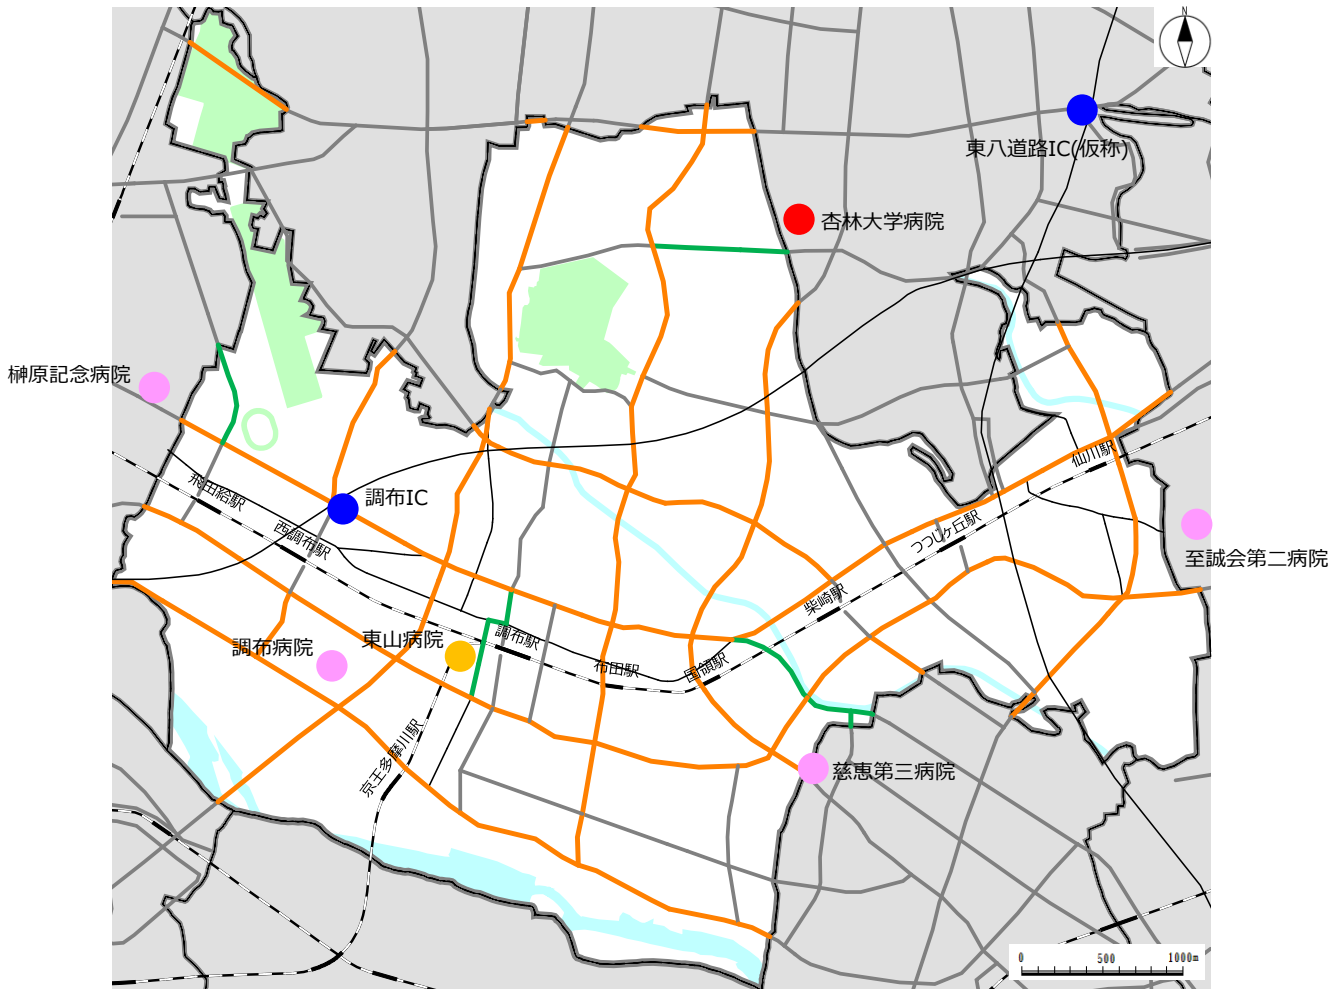 N
東八道路IC(仮称)
杏林大学病院
榊原記念病院
仙川駅
飛田給駅
調布IC
西調布駅
つつじヶ丘駅
至誠会第二病院
柴崎駅
調布病院
東山病院
調布駅
布田駅
国領駅
京王多摩川駅
慈恵第三病院
0 500 1000m